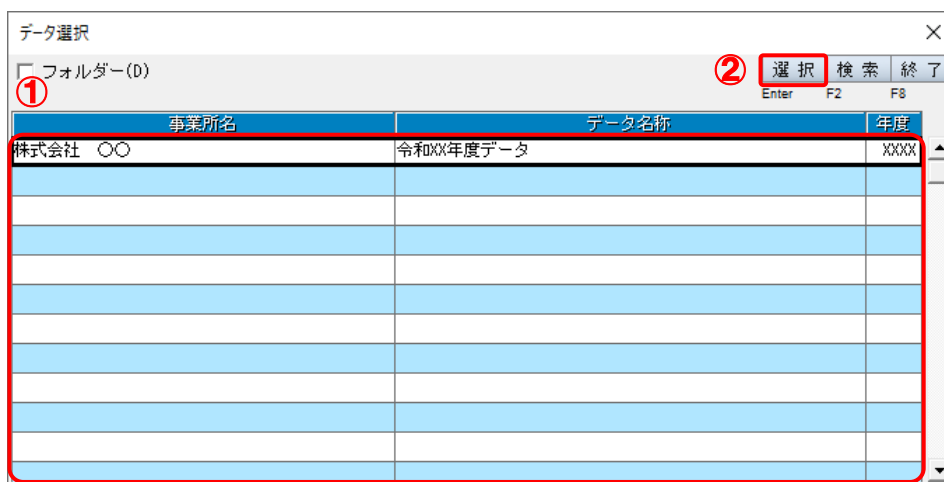 データ選択
フォルダー(D)
① ② 選択 検索 終了
Enter F2 F8
事業所名 データ名称 年度
株式会社 〇〇 令和XX年度データ XXXX